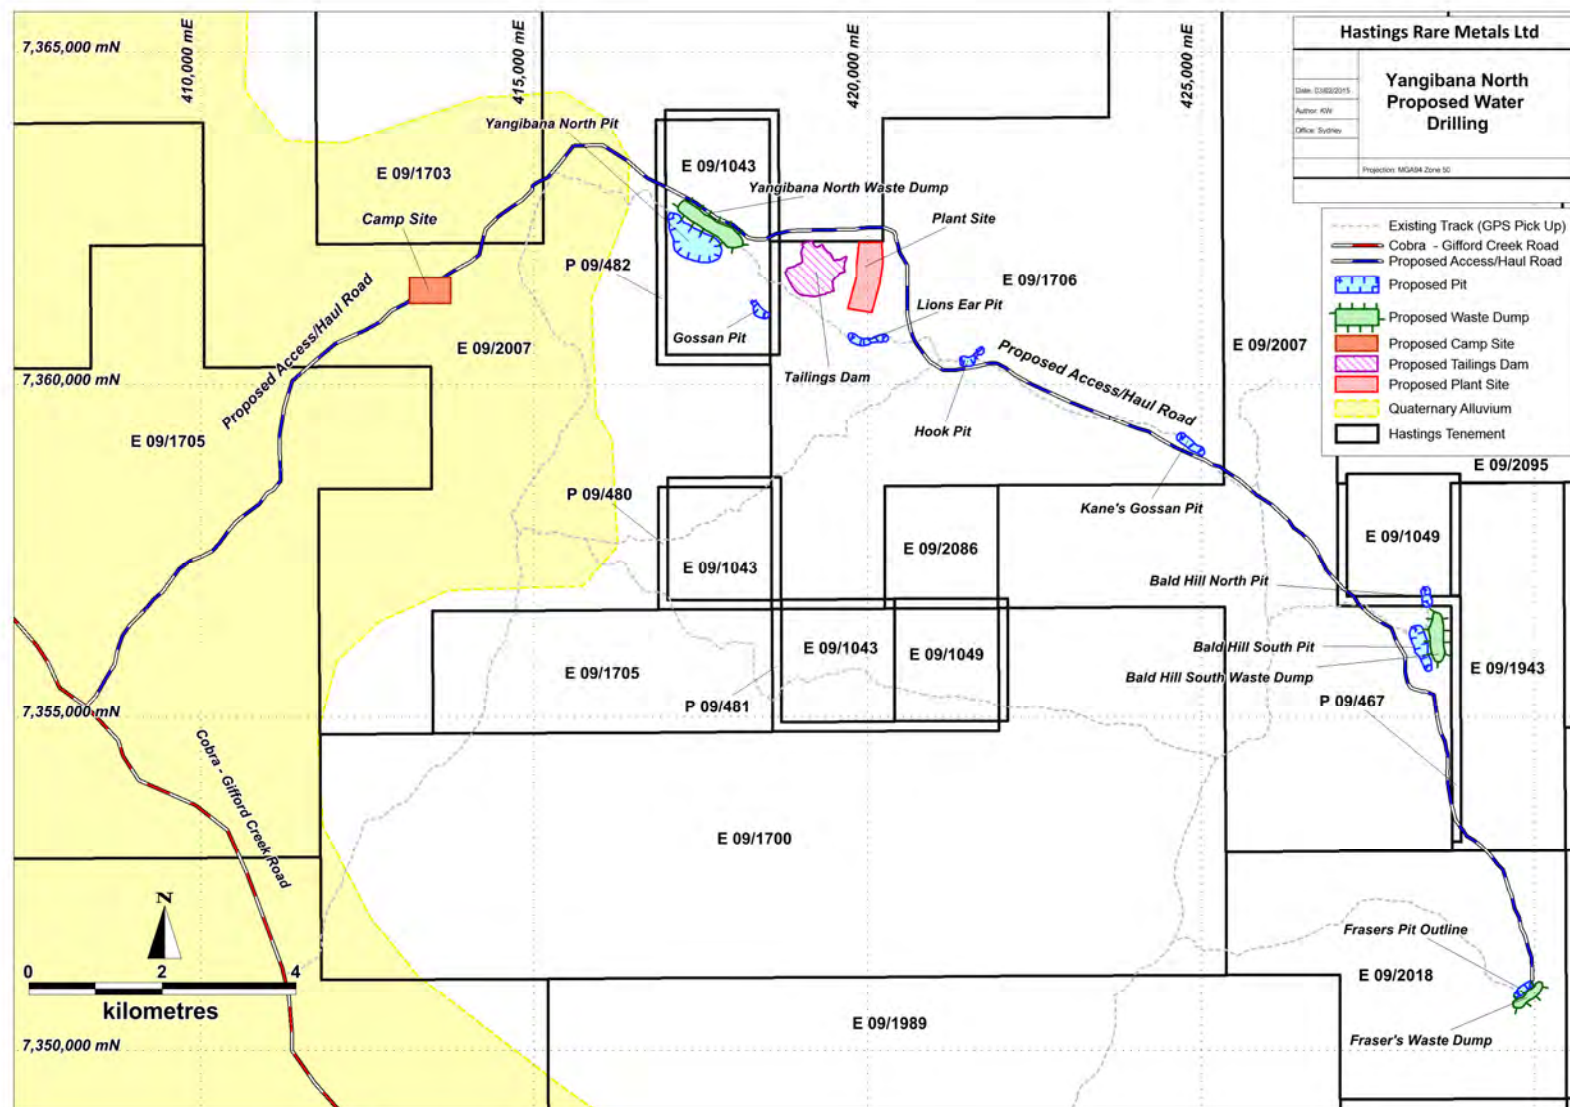 7,365,000 mN
410,000 mE
415,000 mE
420,000 mE
425,000 mE
Hastings Rare Metals Ltd
Date: 03/02/2015
Author: KW
Office: Sydney
Yangibana North
Proposed Water
Drilling
Projection: MGA94 Zone 50
Existing Track (GPS Pick Up)
Cobra - Gifford Creek Road
Proposed Access/Haul Road
Proposed Pit
Proposed Waste Dump
Proposed Camp Site
Proposed Tailings Dam
Proposed Plant Site
Quaternary Alluvium
Hastings Tenement
Yangibana North Pit
E 09/1703
E 09/1043
Yangibana North Waste Dump
Camp Site
Plant Site
P 09/482
E 09/1706
Proposed Access/Haul Road
Lions Ear Pit
Gossan Pit
E 09/2007
E 09/2007
Tailings Dam
Proposed Access/Haul Road
7,360,000 mN
E 09/1705
Hook Pit
E 09/2095
P 09/480
Kane's Gossan Pit
E 09/1049
E 09/2086
E 09/1043
Bald Hill North Pit
E 09/1043
E 09/1049
Bald Hill South Pit
E 09/1705
E 09/1943
Bald Hill South Waste Dump
P 09/481
P 09/467
7,355,000 mN
Cobra - Gifford Creek Road
E 09/1700
N
Frasers Pit Outline
0 2 4
E 09/2018
kilometres
E 09/1989
Fraser's Waste Dump
7,350,000 mN